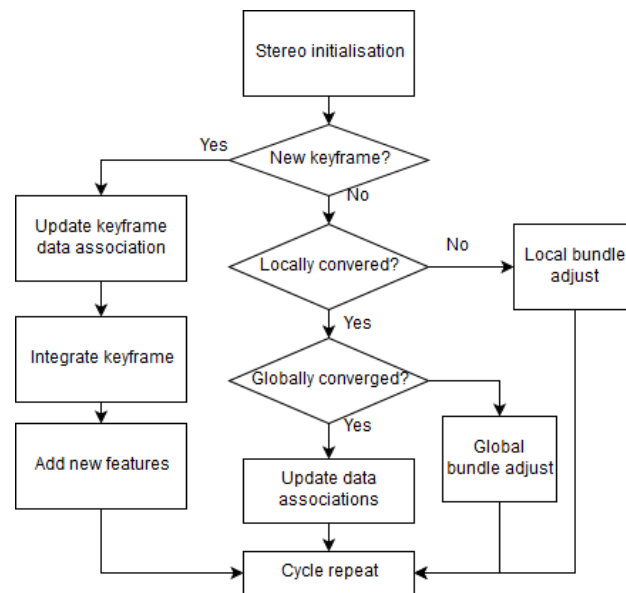 Stereo initialisation
Yes
New keyframe?
No
Update keyframe
data association
Locally convered?
No
Local bundle
adjust
Yes
Integrate keyframe
Globally converged?
Yes
Add new features
Global
bundle adjust
Update data
associations
Cycle repeat